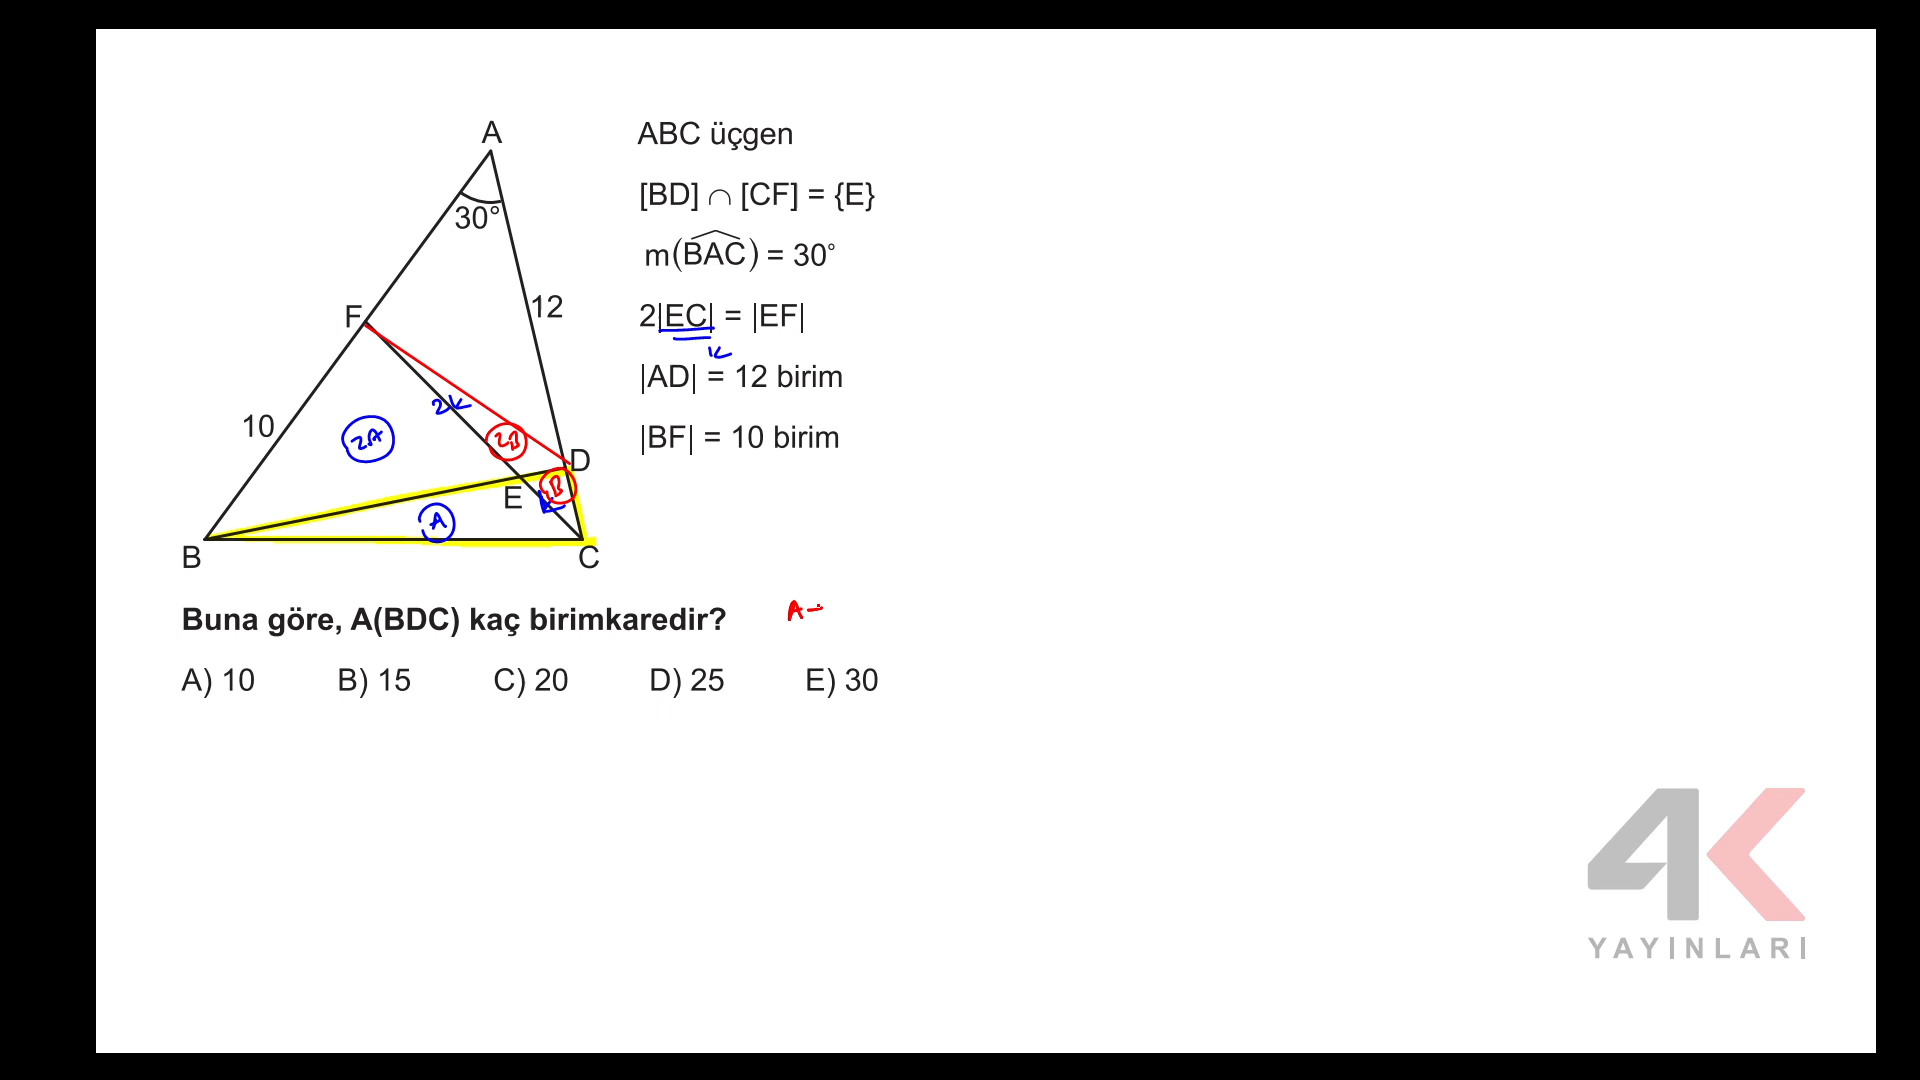 A
30°
F
12
10
2K
2A
2B
D
E
B
A
B
C
ABC üçgen
[BD] ∩ [CF] = {E}
m(BAC) = 30°
2|EC| = |EF|
K
|AD| = 12 birim
|BF| = 10 birim
Buna göre, A(BDC) kaç birimkaredir?
A+
A) 10 B) 15 C) 20 D) 25 E) 30
4K
YAYINLARI